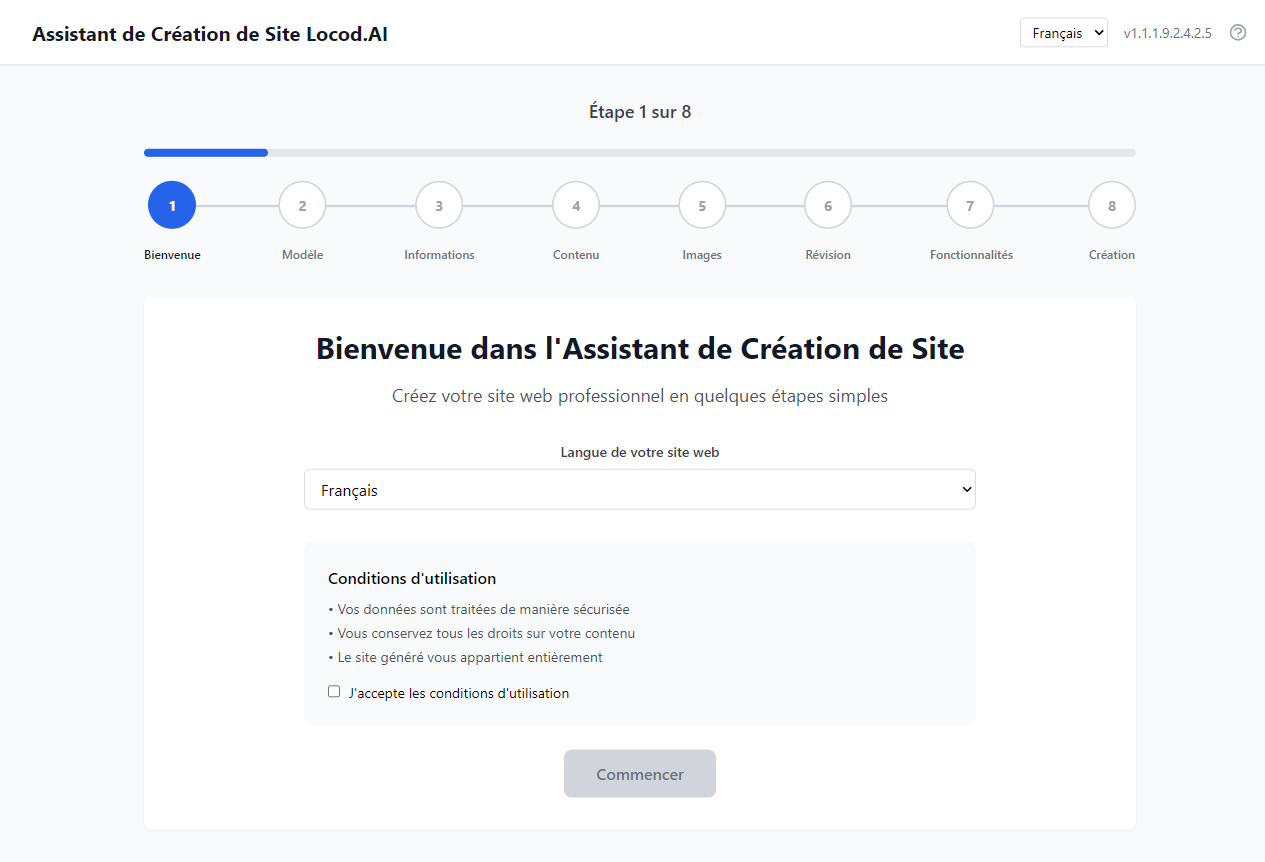 Assistant de Création de Site Locod.AI
Français
v1.1.1.9.2.4.2.5
?
Étape 1 sur 8
1
2
3
4
5
6
7
8
Bienvenue
Modèle
Informations
Contenu
Images
Révision
Fonctionnalités
Création
Bienvenue dans l'Assistant de Création de Site
Créez votre site web professionnel en quelques étapes simples
Langue de votre site web
Français
Conditions d'utilisation
• Vos données sont traitées de manière sécurisée
• Vous conservez tous les droits sur votre contenu
• Le site généré vous appartient entièrement
J'accepte les conditions d'utilisation
Commencer